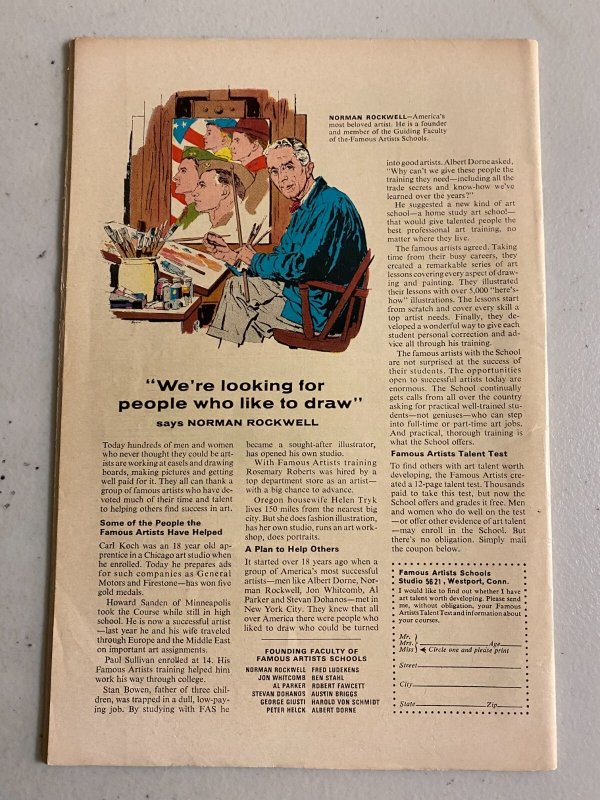 NORMAN ROCKWELL—America's
most beloved artist. He is a founder
and member of the Guiding Faculty
of the Famous Artists Schools.
"We're looking for
people who like to draw"
says NORMAN ROCKWELL
Today hundreds of men and women
who never thought they could be art-
ists are working at easels and drawing
boards, making pictures and getting
well paid for it. They all can thank a
group of famous artists who have de-
voted much of their time and talent
to helping others find success in art.
Some of the People the
Famous Artists Have Helped
Carl Koch was an 18 year old ap-
prentice in a Chicago art studio when
he enrolled. Today he prepares ads
for such companies as General
Motors and Firestone—has won five
gold medals.
Howard Sanden of Minneapolis
took the Course while still in high
school. He is now a successful artist
—last year he and his wife traveled
through Europe and the Middle East
on important art assignments.
Paul Sullivan enrolled at 14. His
Famous Artists training helped him
work his way through college.
Stan Bowen, father of three chil-
dren, was trapped in a dull, low-pay-
ing job. By studying with FAS he
became a sought-after illustrator,
has opened his own studio.
With Famous Artists training
Rosemary Roberts was hired by a
top department store as an artist—
with a big chance to advance.
Oregon housewife Helen Tryk
lives 150 miles from the nearest big
city. But she does fashion illustration,
has her own studio, runs an art work-
shop, does portraits.
A Plan to Help Others
It started over 18 years ago when a
group of America's most successful
artists—men like Albert Dorne, Nor-
man Rockwell, Jon Whitcomb, Al
Parker and Stevan Dohanos—met in
New York City. They knew that all
over America there were people who
liked to draw who could be turned
FOUNDING FACULTY OF
FAMOUS ARTISTS SCHOOLS
NORMAN ROCKWELL FRED LUDEKENS
JON WHITCOMB BEN STAHL
AL PARKER ROBERT FAWCETT
STEVAN DOHANOS AUSTIN BRIGGS
GEORGE GIUSTI HAROLD VON SCHMIDT
PETER HELCK ALBERT DORNE
into good artists. Albert Dorne asked,
"Why can't we give these people the
training they need—including all the
trade secrets and know-how we've
learned over the years?"
He suggested a new kind of art
school—a home study art school—
that would give talented people the
best professional art training, no
matter where they live.
The famous artists agreed. Taking
time from their busy careers, they
created a remarkable series of art
lessons covering every aspect of draw-
ing and painting. They illustrated
their lessons with over 5,000 "here's-
how" illustrations. The lessons start
from scratch and cover every skill a
top artist needs. Finally, they de-
veloped a wonderful way to give each
student personal correction and ad-
vice all through his training.
The famous artists with the School
are not surprised at the success of
their students. The opportunities
open to successful artists today are
enormous. The School continually
gets calls from all over the country
asking for practical well-trained stu-
dents—not geniuses—who can step
into full-time or part-time art jobs.
And practical, thorough training is
what the School offers.
Famous Artists Talent Test
To find others with art talent worth
developing, the Famous Artists cre-
ated a 12-page talent test. Thousands
paid to take this test, but now the
School offers and grades it free. Men
and women who do well on the test
—or offer other evidence of art talent
—may enroll in the School. But
there's no obligation. Simply mail
the coupon below.
Famous Artists Schools
Studio 5621, Westport, Conn.
I would like to find out whether I have
art talent worth developing. Please send
me, without obligation, your Famous
Artists Talent Test and information about
your courses.
Mr.
Mrs. Age
Miss Circle one and please print
Street
City
State Zip